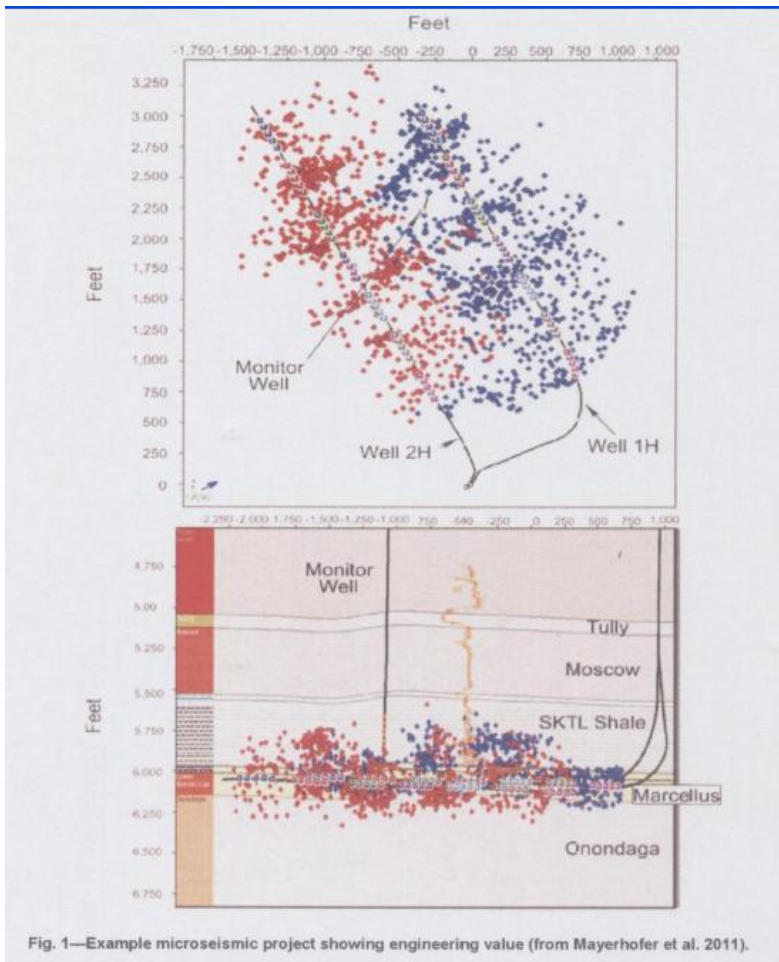 Feet
-1,750 -1,500 -1,000 -750 -500 0 250 500 750 1,000 1,000
3,250
3,000
2,750
2,500
2,250
2,000
1,750
1,500
1,250
1,000
750
500
250
0
Feet
Monitor
Well
Well 2H
Well 1H
-2,250 -2,000 -1,750 -1,500 -1,250 -1,000 750 -500 -250 0 250 500 750 1,000
4,750
5,00
5,250
5,500
5,750
6,000
6,250
6,500
6,750
Feet
Monitor
Well
Tully
Moscow
SKTL Shale
Marcellus
Onondaga
Fig. 1—Example microseismic project showing engineering value (from Mayerhofer et al. 2011).